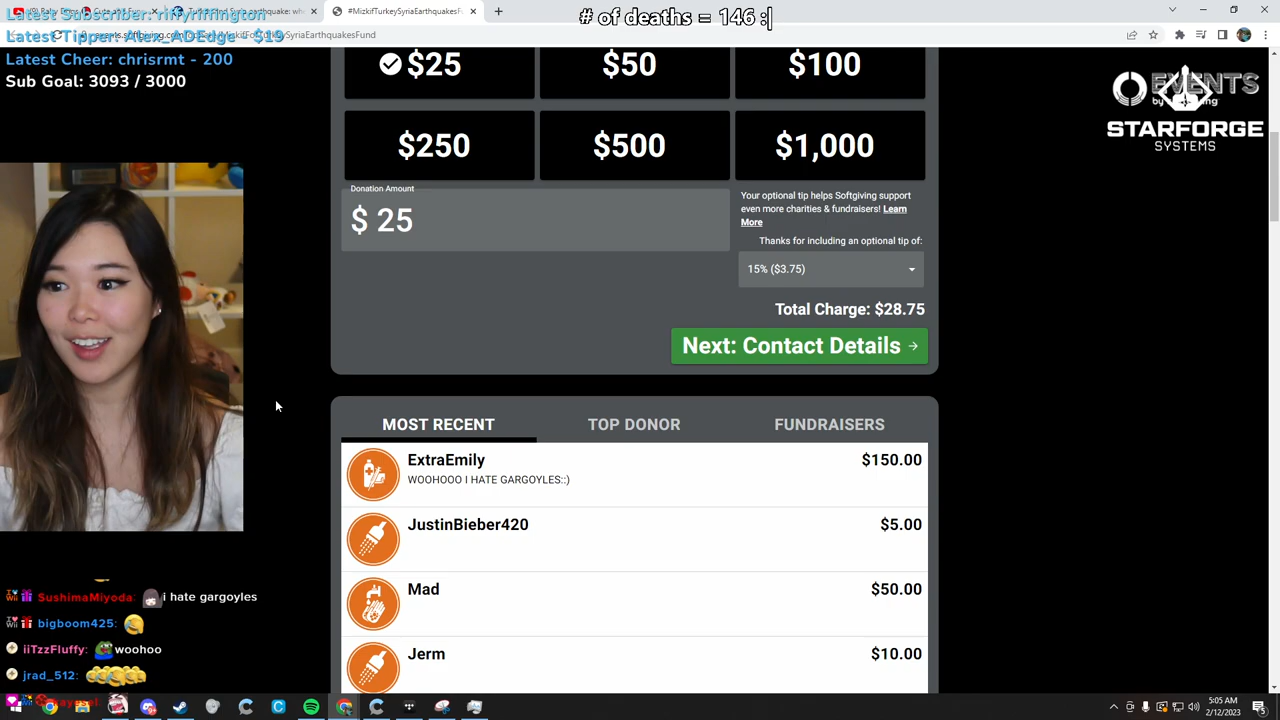 Latest Subscriber: riffyriffington
Latest Tipper: Alex_ADEdge - $19
Latest Cheer: chrisrmt - 200
Sub Goal: 3093 / 3000
#MizkifTurkeySyriaEarthquakesF
# of deaths = 146 :|
$25
$50
$100
$250
$500
$1,000
EVENTS
STARFORGE
SYSTEMS
Donation Amount
$ 25
Your optional tip helps Softgiving support
even more charities & fundraisers! Learn
More
Thanks for including an optional tip of:
15% ($3.75)
Total Charge: $28.75
Next: Contact Details
MOST RECENT
TOP DONOR
FUNDRAISERS
ExtraEmily
$150.00
WOOHOOO I HATE GARGOYLES::)
JustinBieber420
$5.00
Mad
$50.00
Jerm
$10.00
SushimaMiyoda: i hate gargoyles
bigboom425:
iiTzzFluffy: woohoo
jrad_512:
5:05 AM
2/12/2023